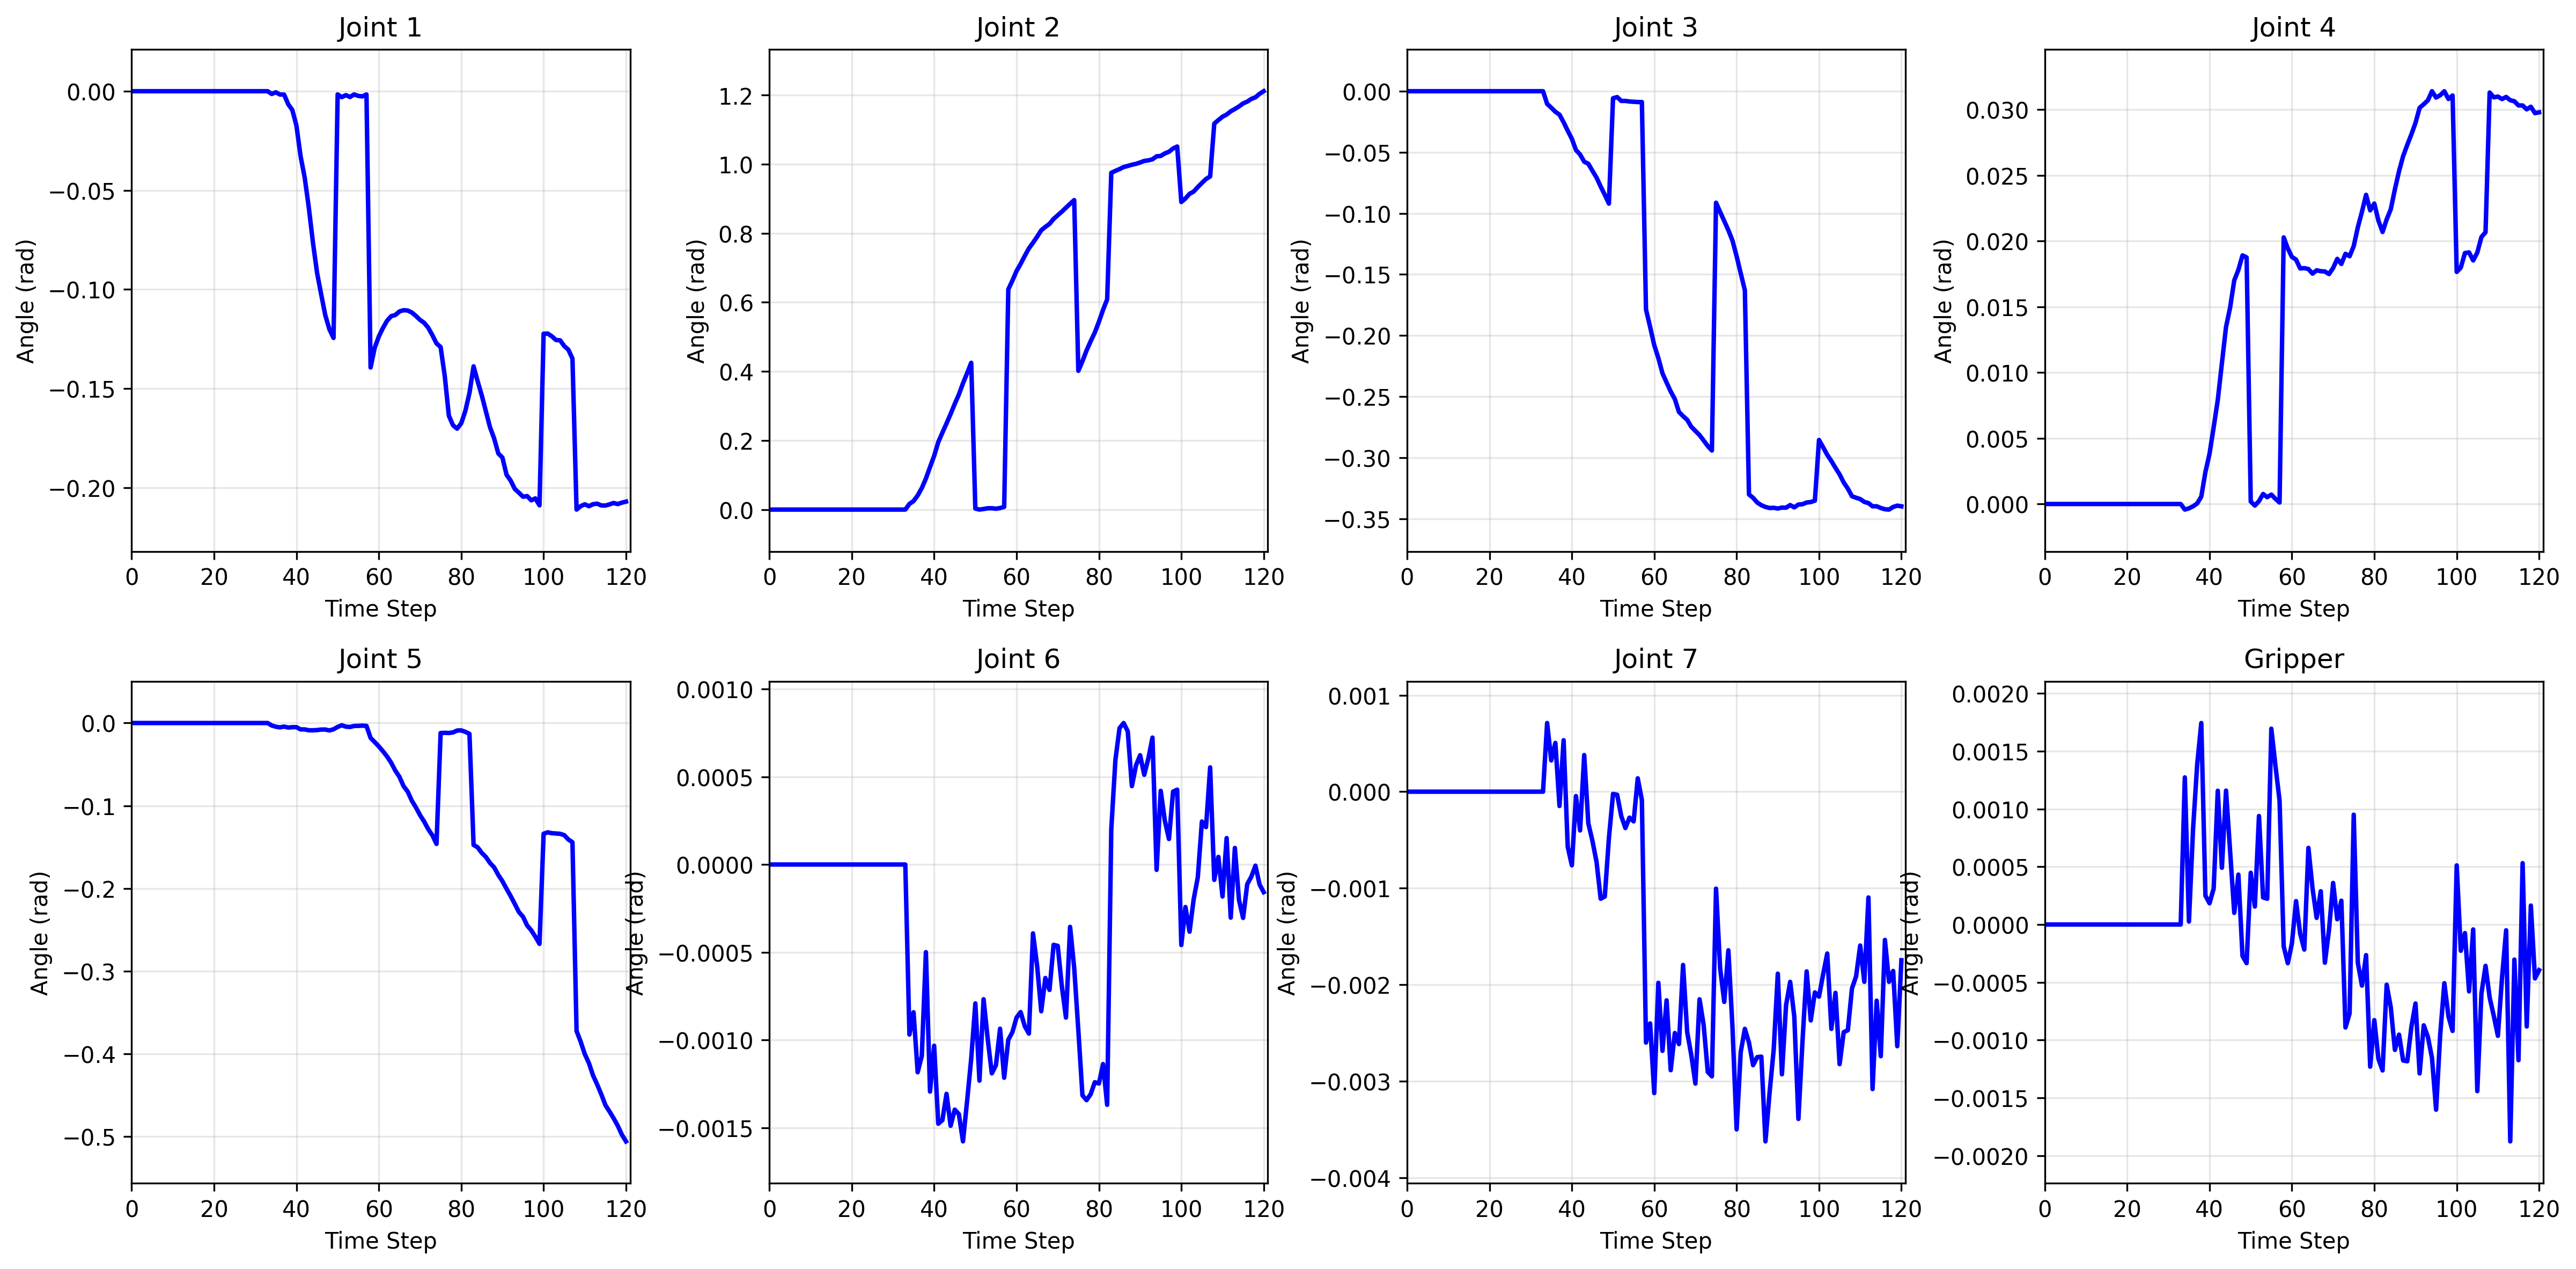 Joint 1
Angle (rad)
0.00
−0.05
−0.10
−0.15
−0.20
0 20 40 60 80 100 120
Time Step
Joint 2
Angle (rad)
1.2
1.0
0.8
0.6
0.4
0.2
0.0
0 20 40 60 80 100 120
Time Step
Joint 3
Angle (rad)
0.00
−0.05
−0.10
−0.15
−0.20
−0.25
−0.30
−0.35
0 20 40 60 80 100 120
Time Step
Joint 4
Angle (rad)
0.030
0.025
0.020
0.015
0.010
0.005
0.000
0 20 40 60 80 100 120
Time Step
Joint 5
Angle (rad)
0.0
−0.1
−0.2
−0.3
−0.4
−0.5
0 20 40 60 80 100 120
Time Step
Joint 6
Angle (rad)
0.0010
0.0005
0.0000
−0.0005
−0.0010
−0.0015
0 20 40 60 80 100 120
Time Step
Joint 7
Angle (rad)
0.001
0.000
−0.001
−0.002
−0.003
−0.004
0 20 40 60 80 100 120
Time Step
Gripper
Angle (rad)
0.0020
0.0015
0.0010
0.0005
0.0000
−0.0005
−0.0010
−0.0015
−0.0020
0 20 40 60 80 100 120
Time Step